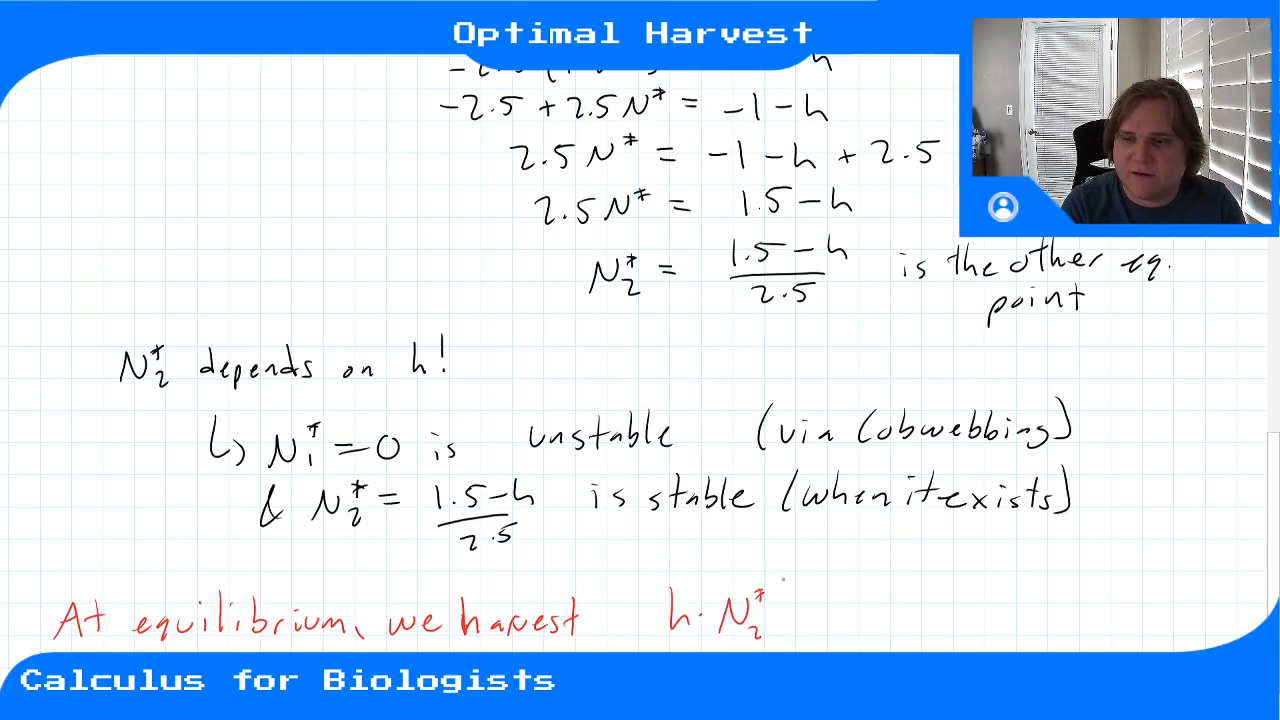 Optimal Harvest
-2.5 + 2.5N* = -1 - h
2.5N* = -1 - h + 2.5
2.5N* = 1.5 - h
N₂* = (1.5 - h)/2.5 is the other eq. point
N₂* depends on h!
↳ N₁* = 0 is unstable (via Cobwebbing)
& N₂* = (1.5 - h)/2.5 is stable (when it exists)
At equilibrium, we harvest h · N₂*
Calculus for Biologists